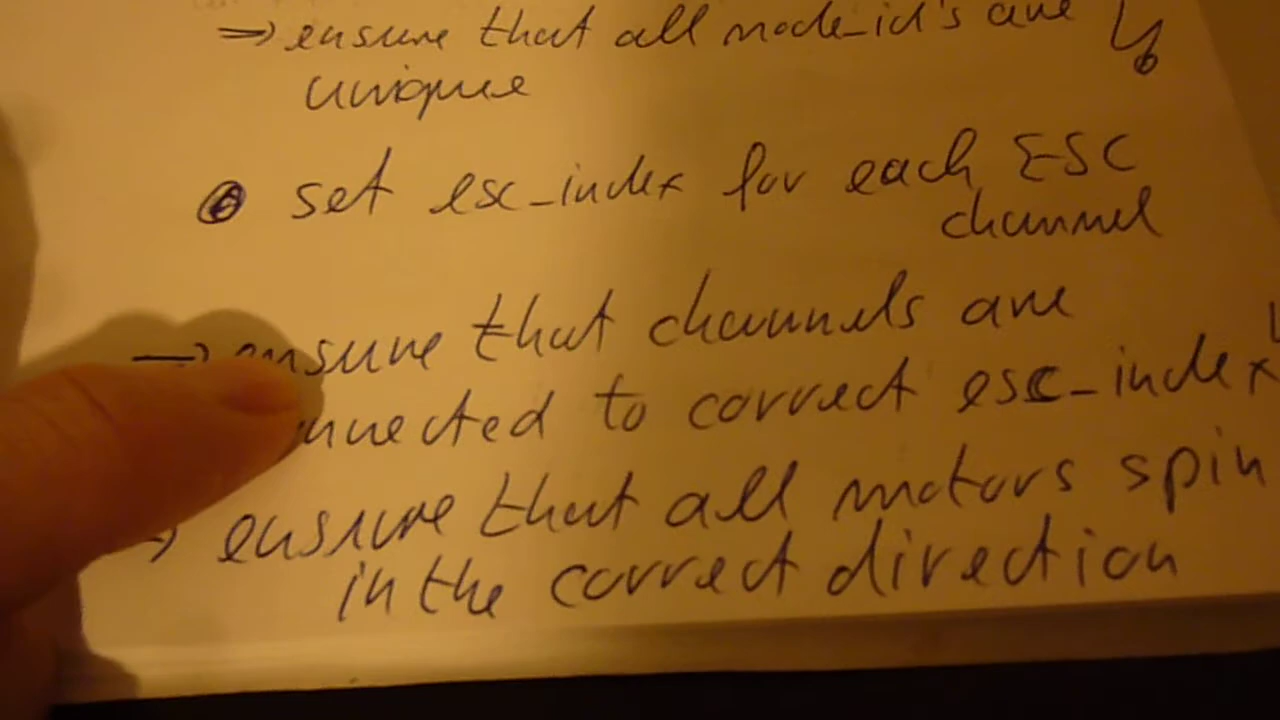 ⇒ ensure that all node_id's are
unique
set esc_index for each ESC
channel
→ ensure that channels are
to correct esc_index
→ ensure that all motors spin
in the correct direction